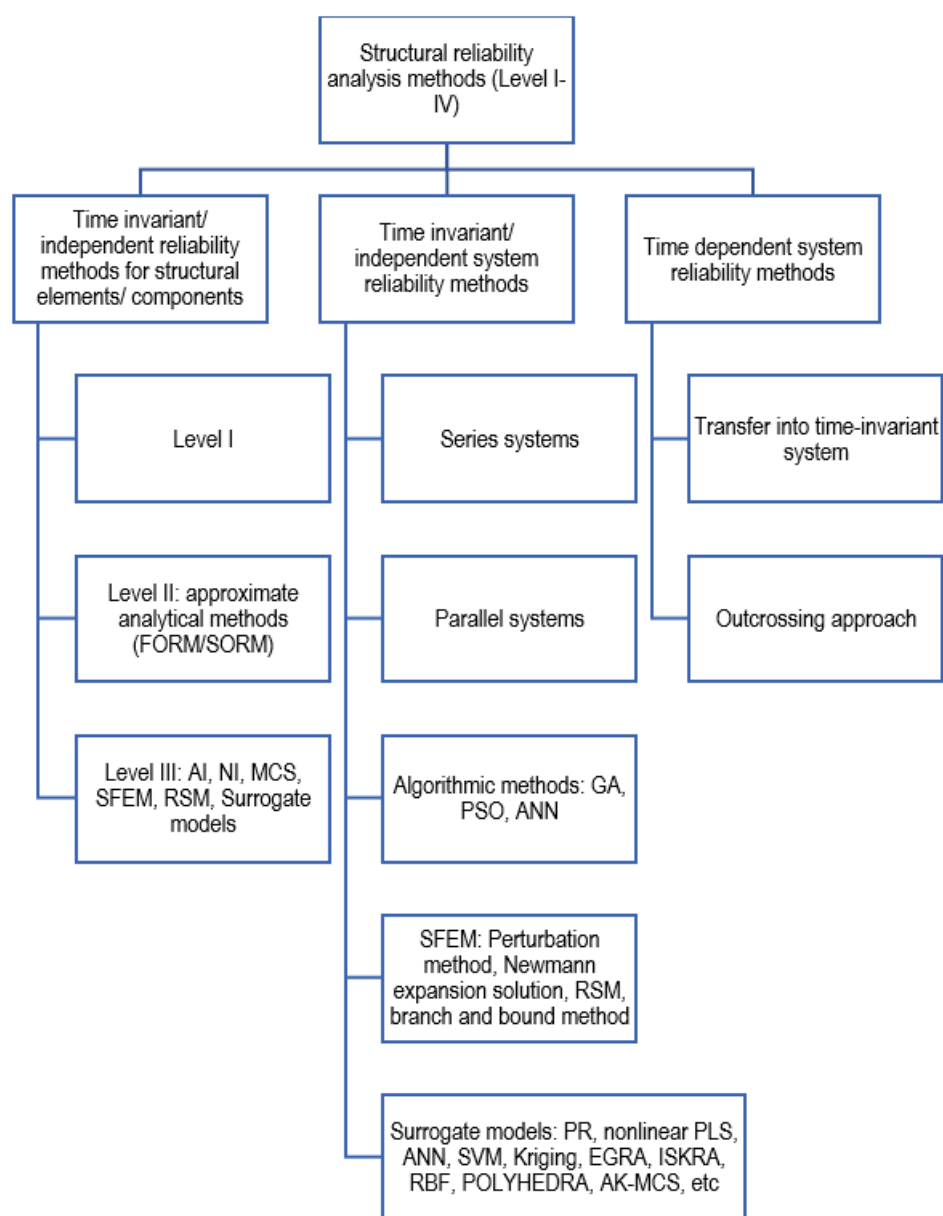 Structural reliability
analysis methods (Level I-
IV)
Time invariant/
independent reliability
methods for structural
elements/ components
Level I
Level II: approximate
analytical methods
(FORM/SORM)
Level III: AI, NI, MCS,
SFEM, RSM, Surrogate
models
Time invariant/
independent system
reliability methods
Series systems
Parallel systems
Algorithmic methods: GA,
PSO, ANN
SFEM: Perturbation
method, Newmann
expansion solution, RSM,
branch and bound method
Surrogate models: PR, nonlinear PLS,
ANN, SVM, Kriging, EGRA, ISKRA,
RBF, POLYHEDRA, AK-MCS, etc
Time dependent system
reliability methods
Transfer into time-invariant
system
Outcrossing approach